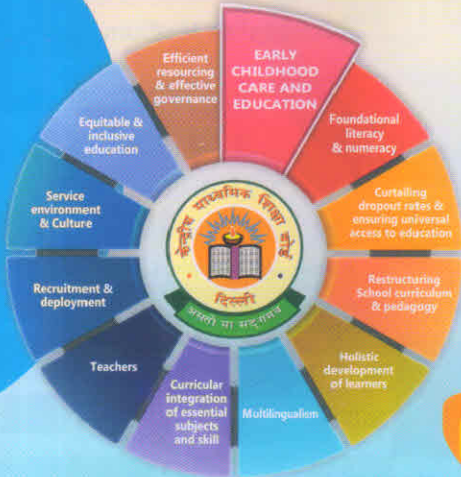 EARLY
CHILDHOOD
CARE AND
EDUCATION
Foundational
literacy
& numeracy
Curtailing
dropout rates &
ensuring universal
access to education
Restructuring
School curriculum
& pedagogy
Holistic
development
of learners
Multilingualism
Curricular
integration
of essential
subjects
and skill
Teachers
Recruitment &
deployment
Service
environment
& Culture
Equitable &
inclusive
education
Efficient
resourcing
& effective
governance
केन्द्रीय माध्यमिक शिक्षा बोर्ड
दिल्ली
असतो मा सद्गमय